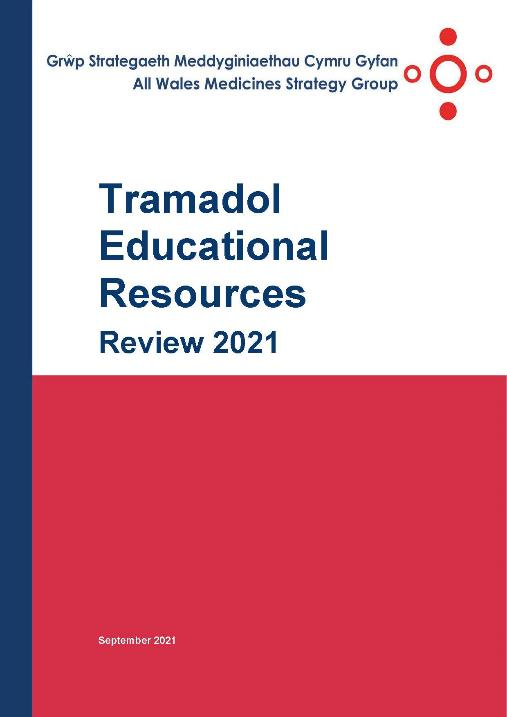 Grŵp Strategaeth Meddyginiaethau Cymru Gyfan
All Wales Medicines Strategy Group
Tramadol
Educational
Resources
Review 2021
September 2021